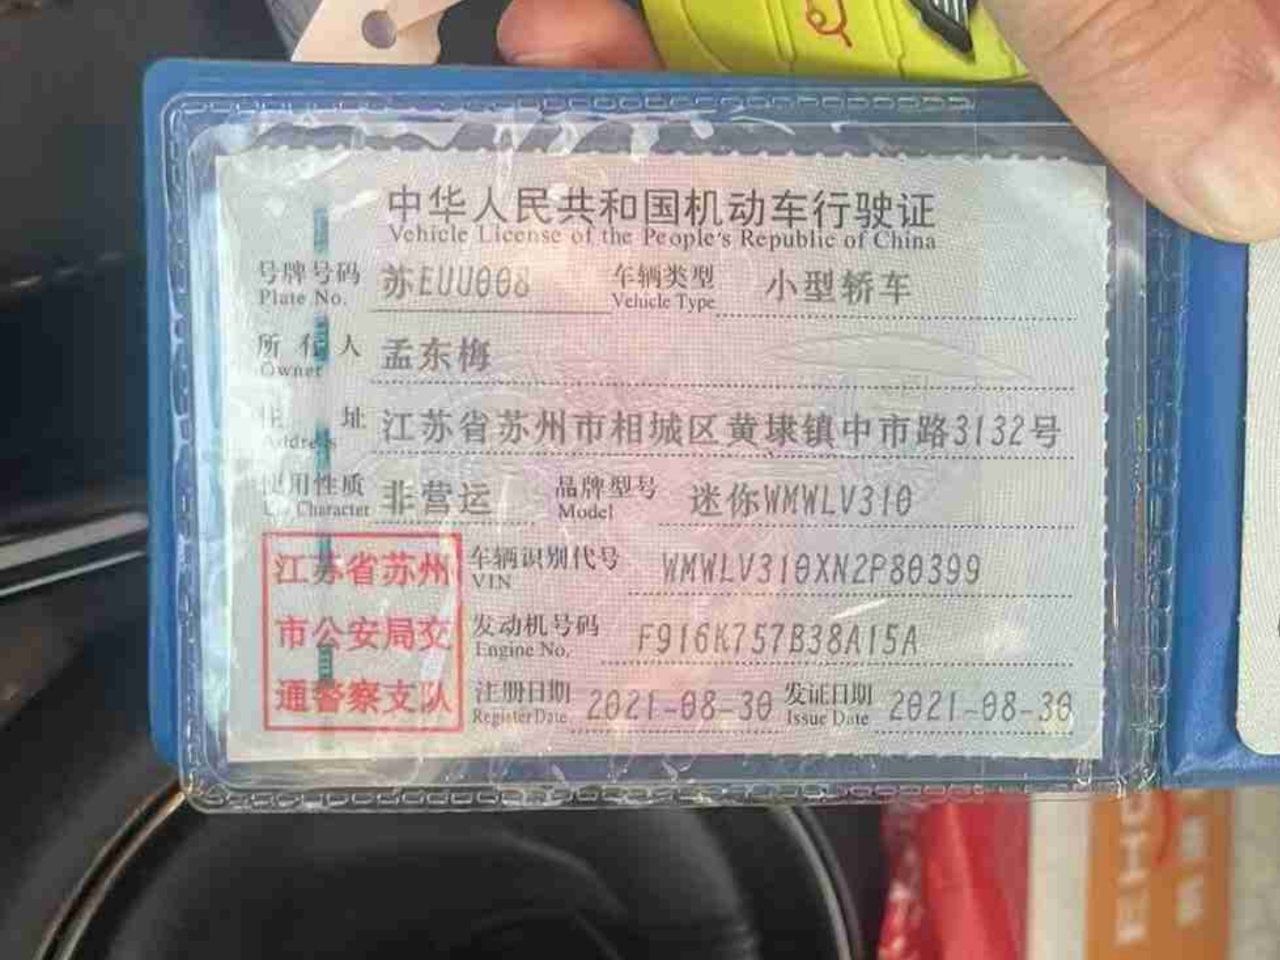 中华人民共和国机动车行驶证
Vehicle License of the People's Republic of China
号牌号码 苏EUU008 车辆类型 小型轿车
Plate No. Vehicle Type
所有人 孟东梅
Owner
住址 江苏省苏州市相城区黄埭镇中市路3132号
Address
使用性质 非营运 品牌型号 迷你WMWLV310
Character Model
江苏省苏州 车辆识别代号 WMWLV310XN2P80399
VIN
市公安局交 发动机号码 F916K757B38A15A
Engine No.
通警察支队 注册日期 2021-08-30 发证日期 2021-08-30
Register Date Issue Date